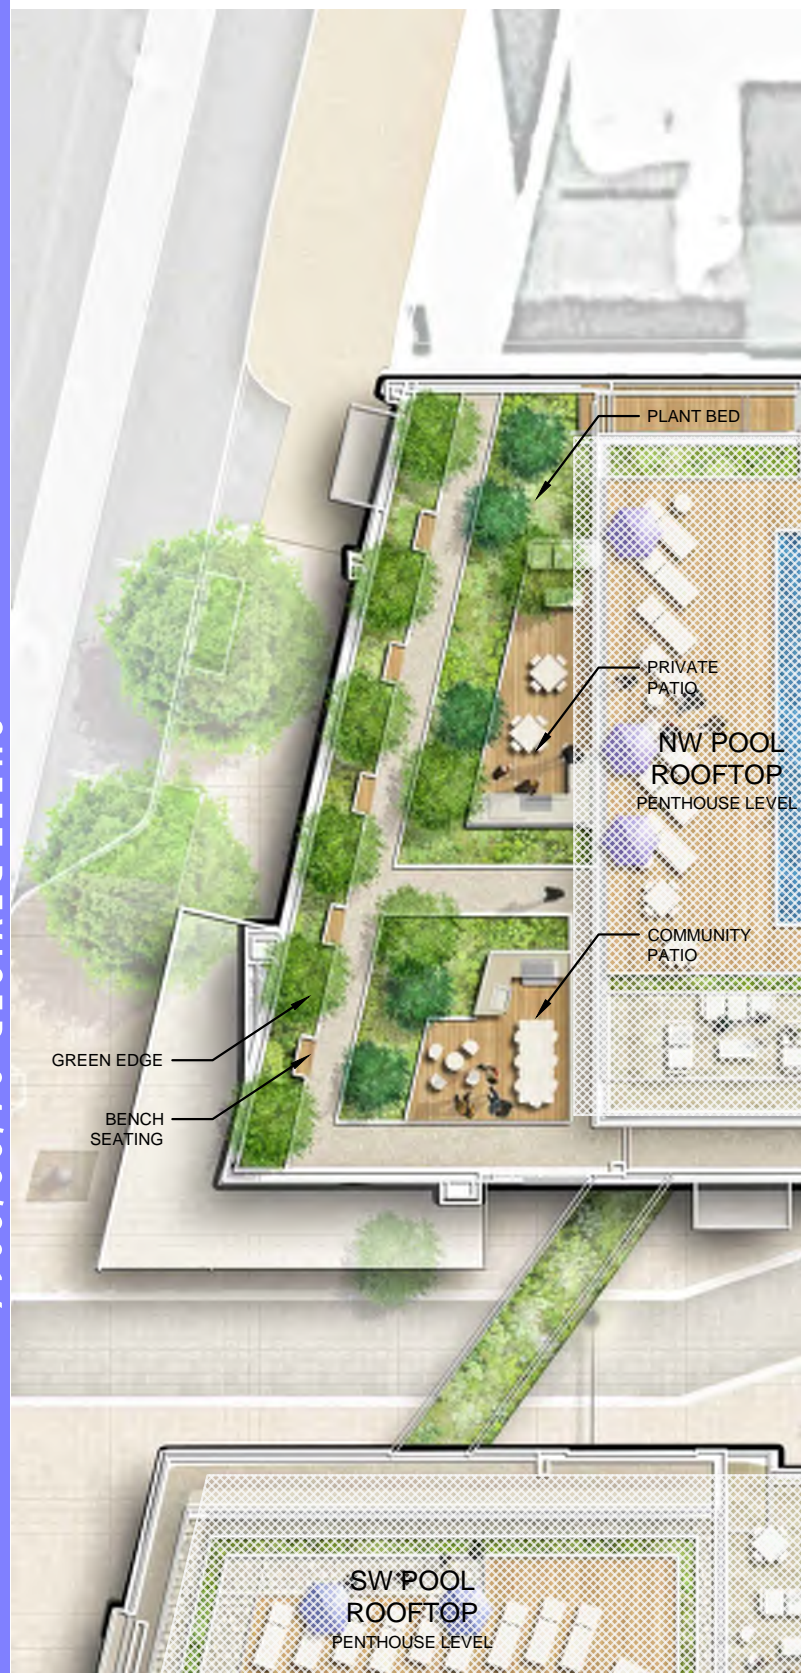 PLANT BED
PRIVATE
PATIO
NW POOL
ROOFTOP
PENTHOUSE LEVEL
COMMUNITY
PATIO
GREEN EDGE
BENCH
SEATING
SW POOL
ROOFTOP
PENTHOUSE LEVEL